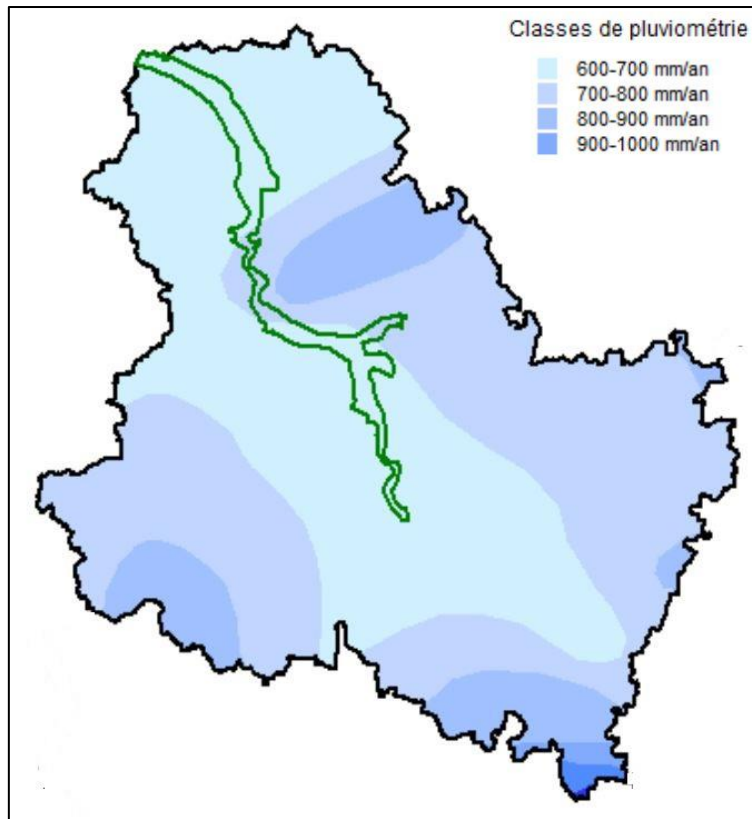 Classes de pluviométrie
600-700 mm/an
700-800 mm/an
800-900 mm/an
900-1000 mm/an